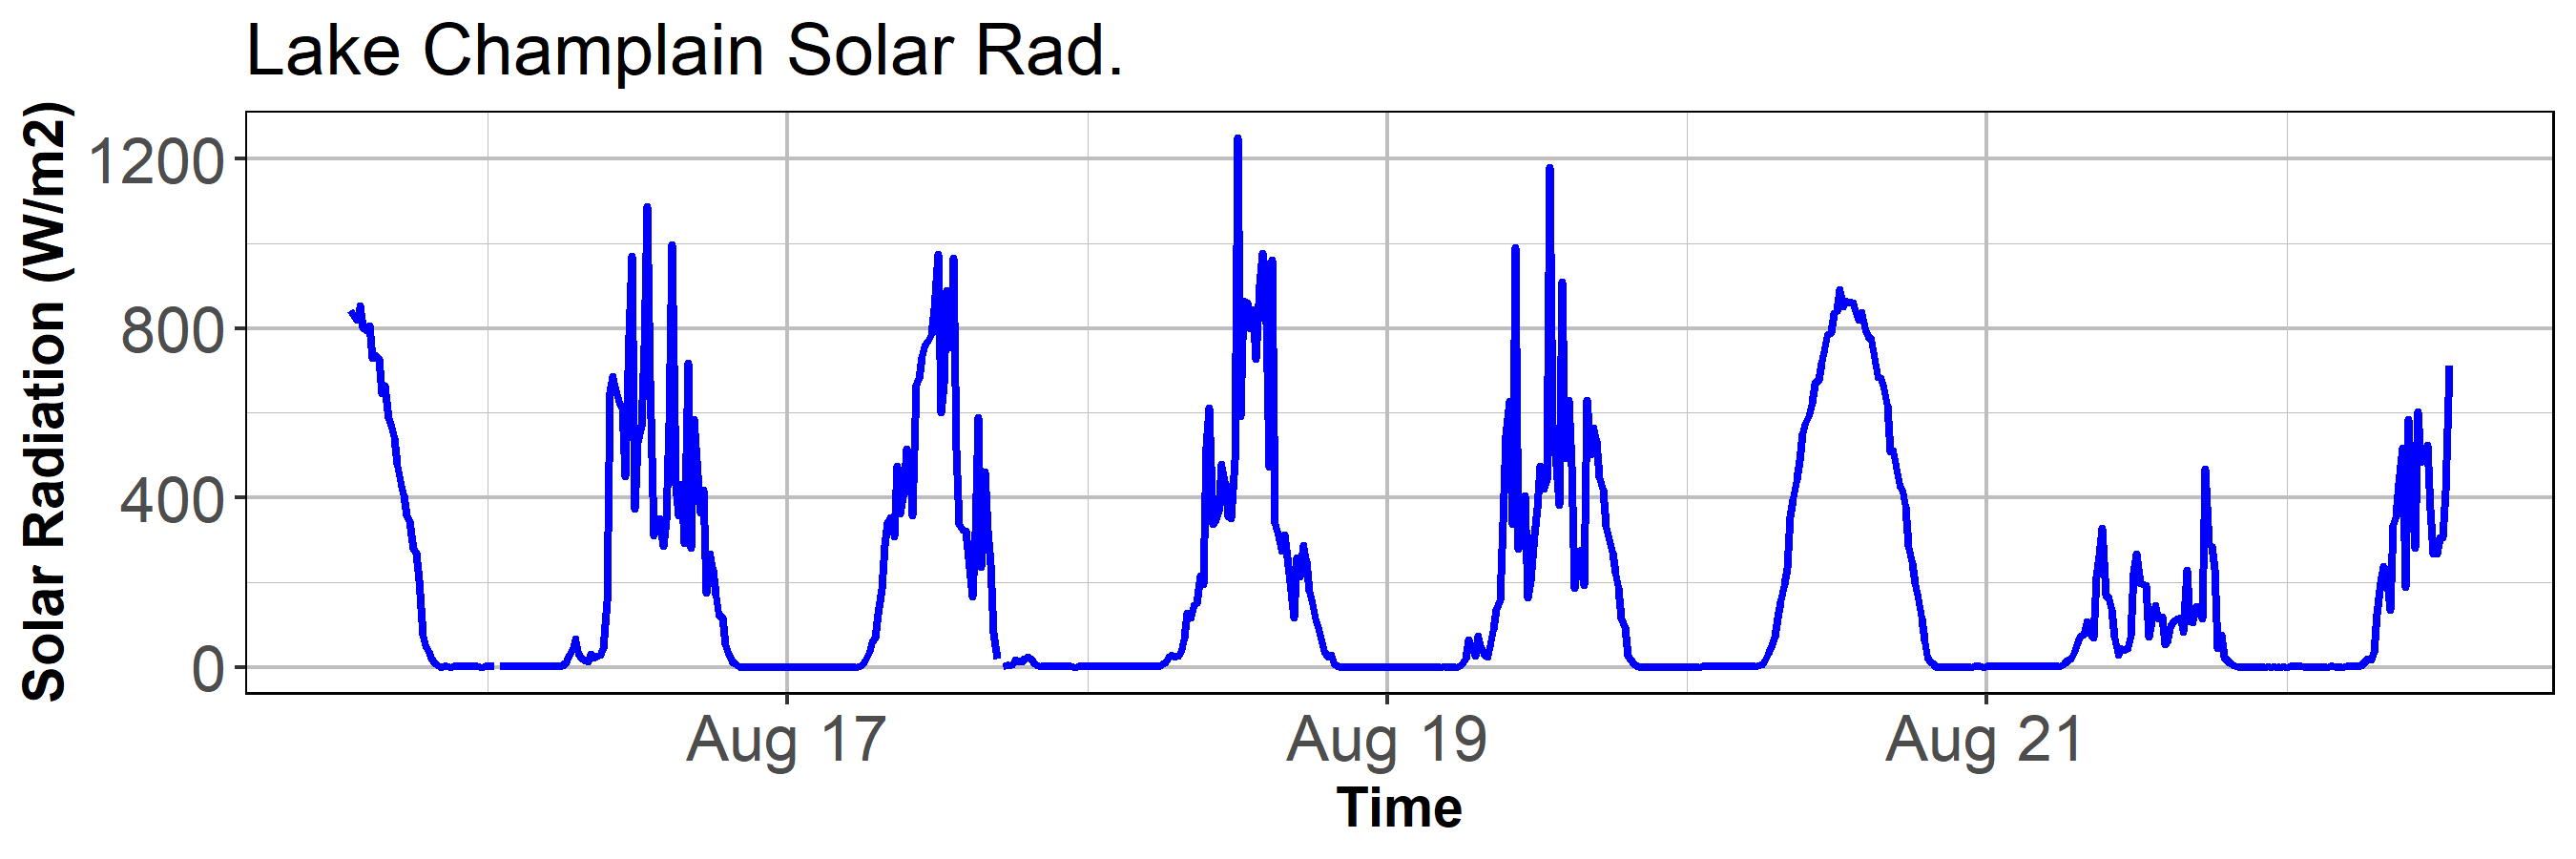 Lake Champlain Solar Rad.
Solar Radiation (W/m2)
1200
800
400
0
Aug 17
Aug 19
Aug 21
Time